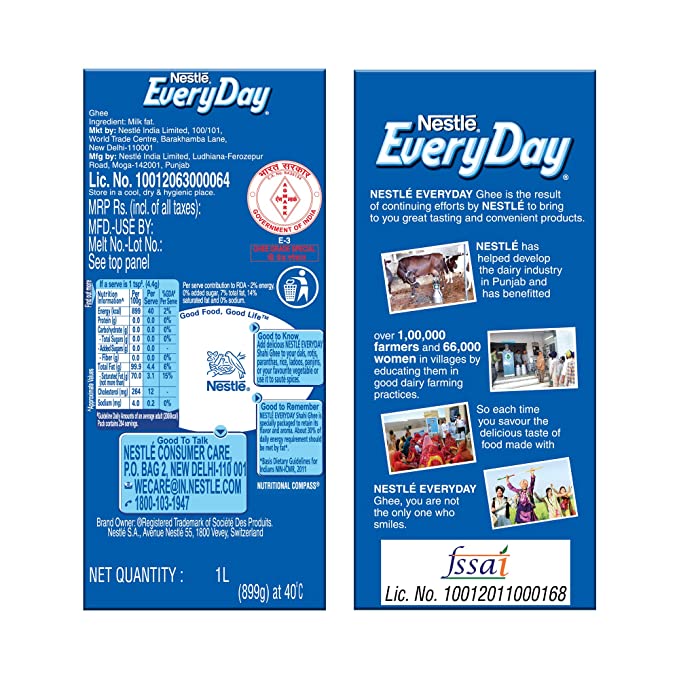 Nestlé
EveryDay®
Ghee
Ingredient: Milk fat.
Mkt by: Nestlé India Limited, 100/101,
World Trade Centre, Barakhamba Lane,
New Delhi-110001
Mfg by: Nestlé India Limited, Ludhiana-Ferozepur
Road, Moga-142001, Punjab
Lic. No. 10012063000064
Store in a cool, dry & hygiene place.
MRP Rs. (incl. of all taxes):
MFD.-USE BY:
Melt No.-Lot No.:
See top panel
भारत सरकार
GOVERNMENT OF INDIA
E-3
GHEE GRADE SPECIAL
Find out more
If a serve is 1 tsp*. (4.4g)
Nutrition Information* Per 100g Per Serve %GDA* Per Serve
Energy (kcal) 899 40 2%
Protein (g) 0.0 0.0 0%
Carbohydrate (g) 0.0 0.0 0%
- Total Sugars (g) 0.0 0.0 0%
- Added Sugars (g) 0.0 0.0 0%
- Fiber (g) 0.0 0.0 0%
Total Fat (g) 99.9 4.4 6%
- Saturated Fat (g) (not more than) 70.0 3.1 15%
Cholesterol (mg) 264 12 -
Sodium (mg) 4.0 0.2 0%
*Approximate Values
Per serve contribution to RDA - 2% energy,
0% added sugar, 7% total fat, 14%
saturated fat and 0% sodium.
Good Food, Good Life™
Nestlé®
Good to Know
Add delicious NESTLÉ EVERYDAY
Shahi Ghee to your dals, rotis,
paranthas, rice, ladoos, panjiris,
or your favourite vegetable or
use it to saute spices.
Good to Remember
NESTLÉ EVERYDAY Shahi Ghee is
specially packaged to retain its
flavor and aroma. About 30% of
daily energy requirement should
be met by fat*.
*Basis Dietary Guidelines for
Indians NIN-ICMR, 2011
NUTRITIONAL COMPASS®
Good To Talk
NESTLÉ CONSUMER CARE,
P.O. BAG 2, NEW DELHI-110 001
WECARE@IN.NESTLE.COM
1800-103-1947
Brand Owner: ®Registered Trademark of Société Des Produits.
Nestlé S.A., Avenue Nestlé 55, 1800 Vevey, Switzerland
NET QUANTITY : 1L
(899g) at 40°C
Nestlé
EveryDay®
NESTLÉ EVERYDAY Ghee is the result
of continuing efforts by NESTLÉ to bring
to you great tasting and convenient products.
NESTLÉ has
helped develop
the dairy industry
in Punjab and
has benefitted
over 1,00,000
farmers and 66,000
women in villages by
educating them in
good dairy farming
practices.
So each time
you savour the
delicious taste of
food made with
NESTLÉ EVERYDAY
Ghee, you are not
the only one who
smiles.
fssai
Lic. No. 10012011000168